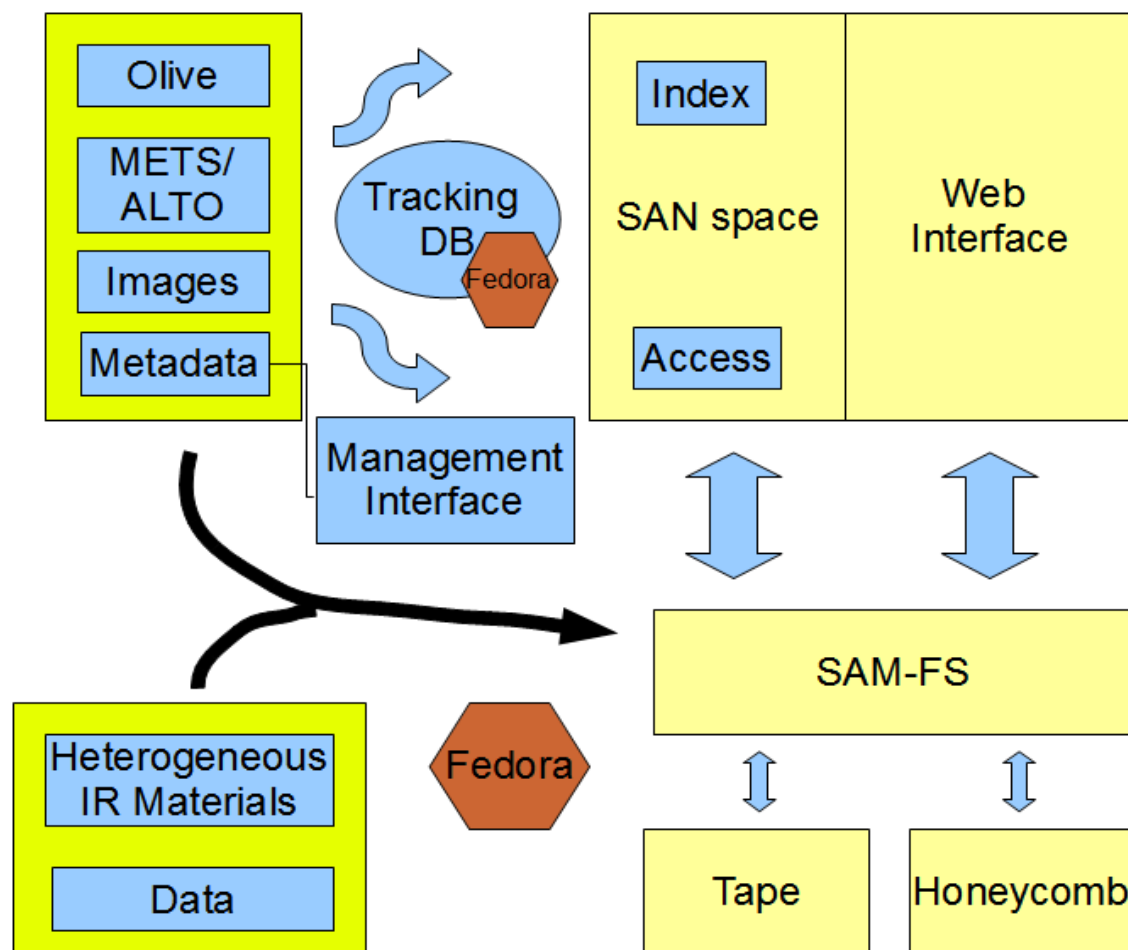 Olive
METS/
ALTO
Images
Metadata
Tracking
DB
Fedora
Management
Interface
Index
SAN space
Access
Web
Interface
SAM-FS
Heterogeneous
IR Materials
Data
Fedora
Tape
Honeycomb